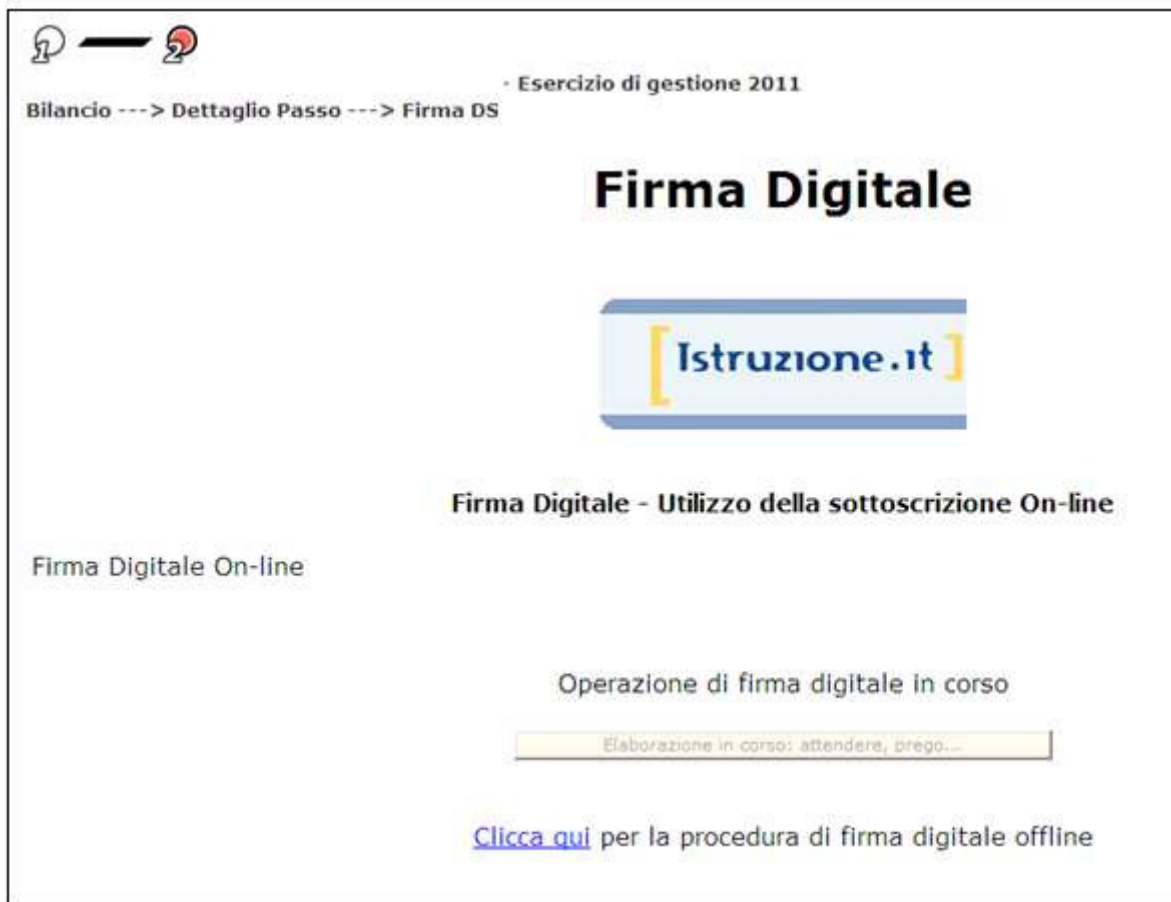 1 2
- Esercizio di gestione 2011
Bilancio ---> Dettaglio Passo ---> Firma DS
Firma Digitale
[Istruzione.it]
Firma Digitale - Utilizzo della sottoscrizione On-line
Firma Digitale On-line
Operazione di firma digitale in corso
Elaborazione in corso: attendere, prego...
Clicca qui per la procedura di firma digitale offline